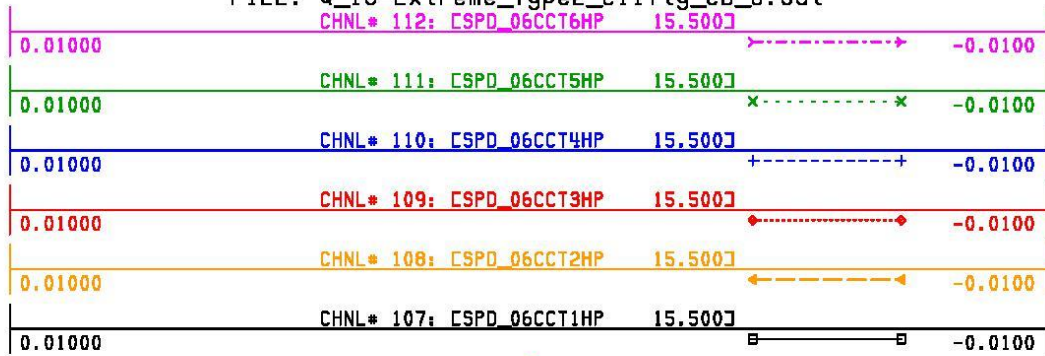 CHNL# 112: [SPD_06CCT6HP 15.500]
0.01000 -0.0100
CHNL# 111: [SPD_06CCT5HP 15.500]
0.01000 -0.0100
CHNL# 110: [SPD_06CCT4HP 15.500]
0.01000 -0.0100
CHNL# 109: [SPD_06CCT3HP 15.500]
0.01000 -0.0100
CHNL# 108: [SPD_06CCT2HP 15.500]
0.01000 -0.0100
CHNL# 107: [SPD_06CCT1HP 15.500]
0.01000 -0.0100